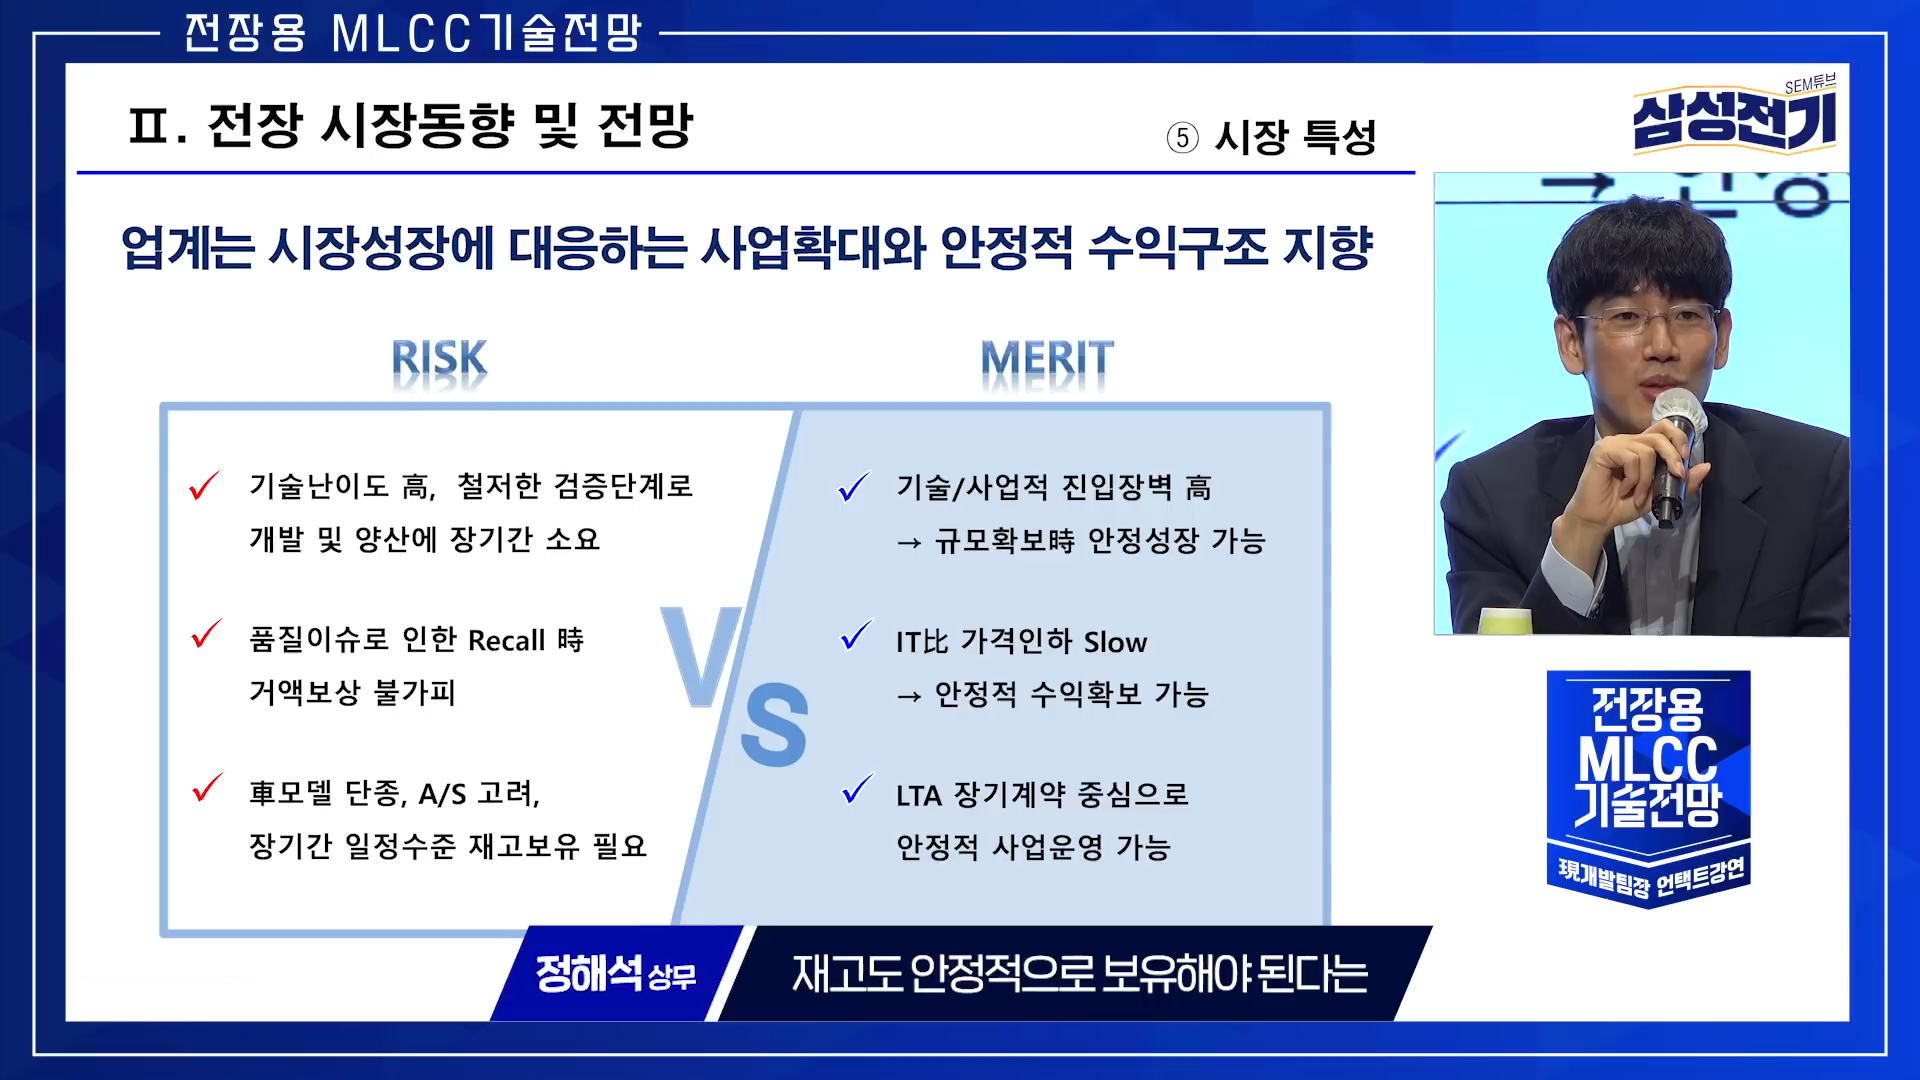 전장용 MLCC기술전망
II. 전장 시장동향 및 전망
⑤ 시장 특성
SEM튜브
삼성전기
업계는 시장성장에 대응하는 사업확대와 안정적 수익구조 지향
RISK
MERIT
기술난이도 高, 철저한 검증단계로
개발 및 양산에 장기간 소요
품질이슈로 인한 Recall 時
거액보상 불가피
車모델 단종, A/S 고려,
장기간 일정수준 재고보유 필요
VS
기술/사업적 진입장벽 高
→ 규모확보時 안정성장 가능
IT比 가격인하 Slow
→ 안정적 수익확보 가능
LTA 장기계약 중심으로
안정적 사업운영 가능
전장용
MLCC
기술전망
現개발팀장 언택트강연
정해석 상무
재고도 안정적으로 보유해야 된다는